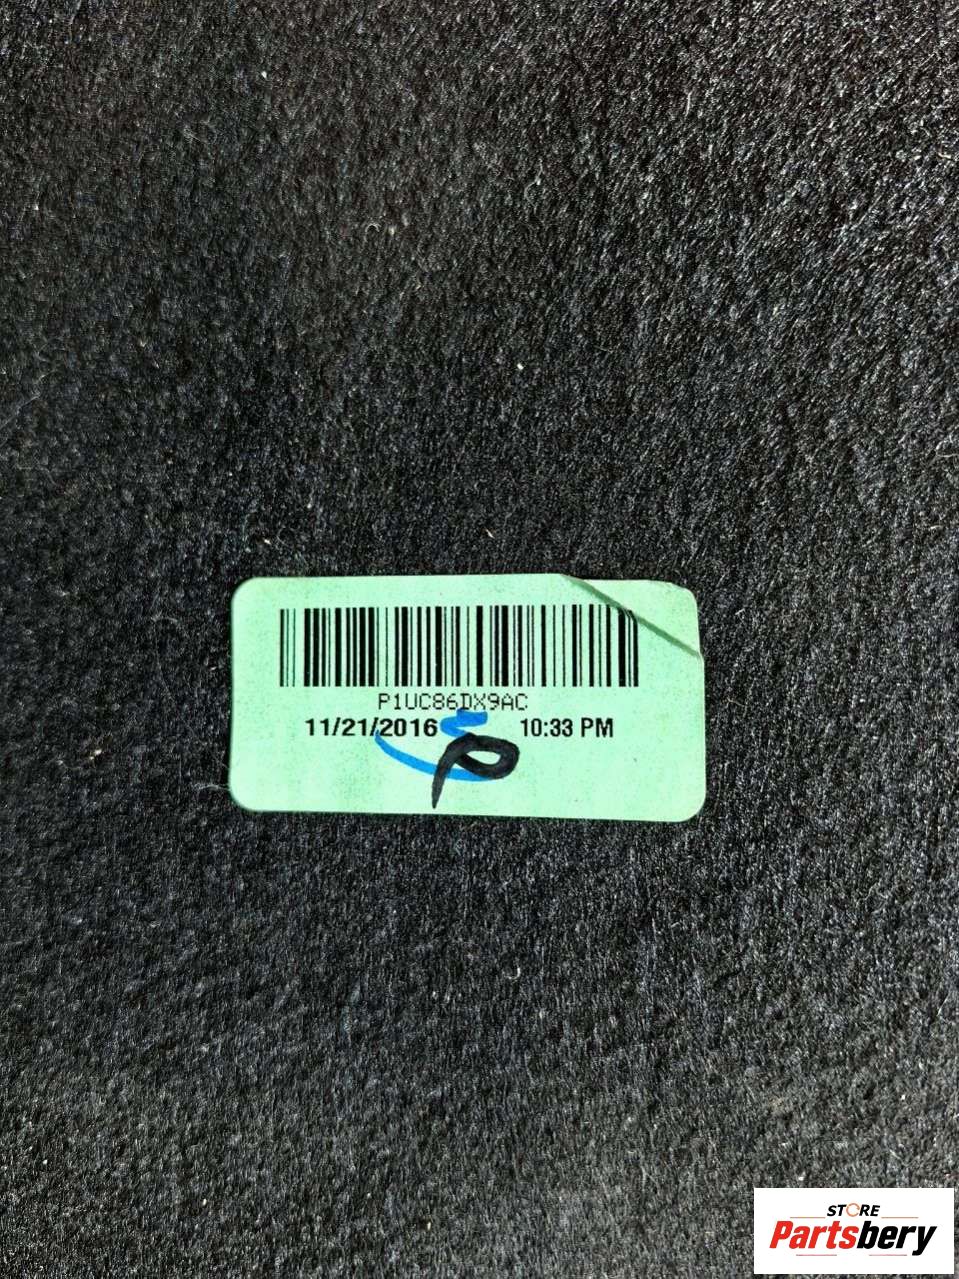 P1UC86DX9AC
11/21/2016 10:33 PM
STORE
Partsbery